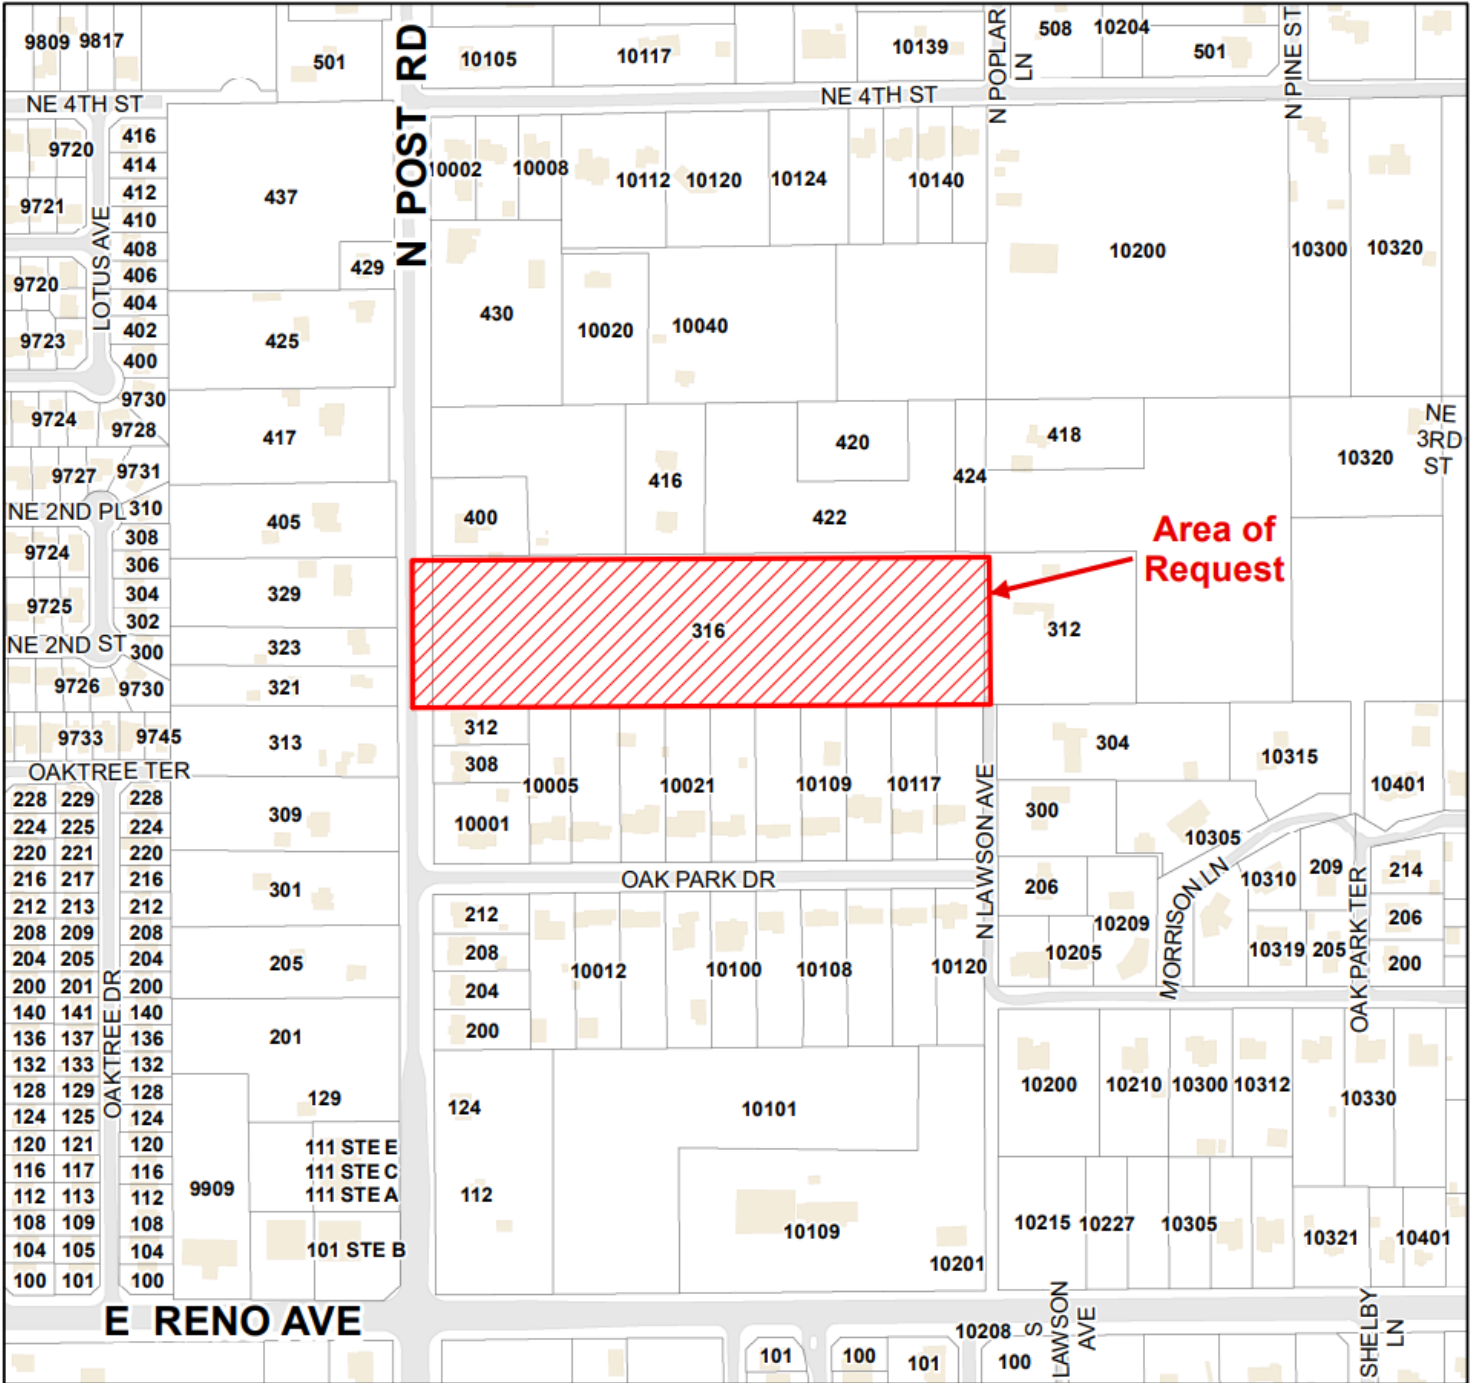 9809 9817
501
N POST RD
10105
10117
10139
N POPLAR
LN
508
10204
501
N PINE ST
NE 4TH ST
NE 4TH ST
9720
416
414
412
410
408
406
404
402
400
9721
LOTUS AVE
9720
9723
437
429
425
10002
10008
10112
10120
10124
10140
10200
10300
10320
430
10020
10040
9724
9730
9728
9727
9731
417
416
420
424
418
10320
NE
3RD
ST
NE 2ND PL
310
308
306
304
302
300
9724
9725
NE 2ND ST
405
400
422
Area of
Request
329
323
321
316
312
9726
9730
9733
9745
313
312
308
10001
10005
10021
10109
10117
304
10315
10401
OAKTREE TER
309
300
10305
301
OAK PARK DR
N LAWSON AVE
206
10209
10205
MORRISON LN
10310
209
214
206
200
10319
205
OAK PARK TER
228 229 228
224 225 224
220 221 220
216 217 216
212 213 212
208 209 208
204 205 204
200 201 200
140 141 140
136 137 136
132 133 132
128 129 128
124 125 124
120 121 120
116 117 116
112 113 112
108 109 108
104 105 104
100 101 100
OAKTREE DR
205
201
129
212
208
204
200
10012
10100
10108
10120
10200
10210
10300
10312
10330
124
10101
111 STE E
111 STE C
111 STE A
9909
112
10109
10201
10215
10227
10305
10321
10401
101 STE B
E RENO AVE
101
100
101
10208
100
S
LAWSON
AVE
SHELBY
LN